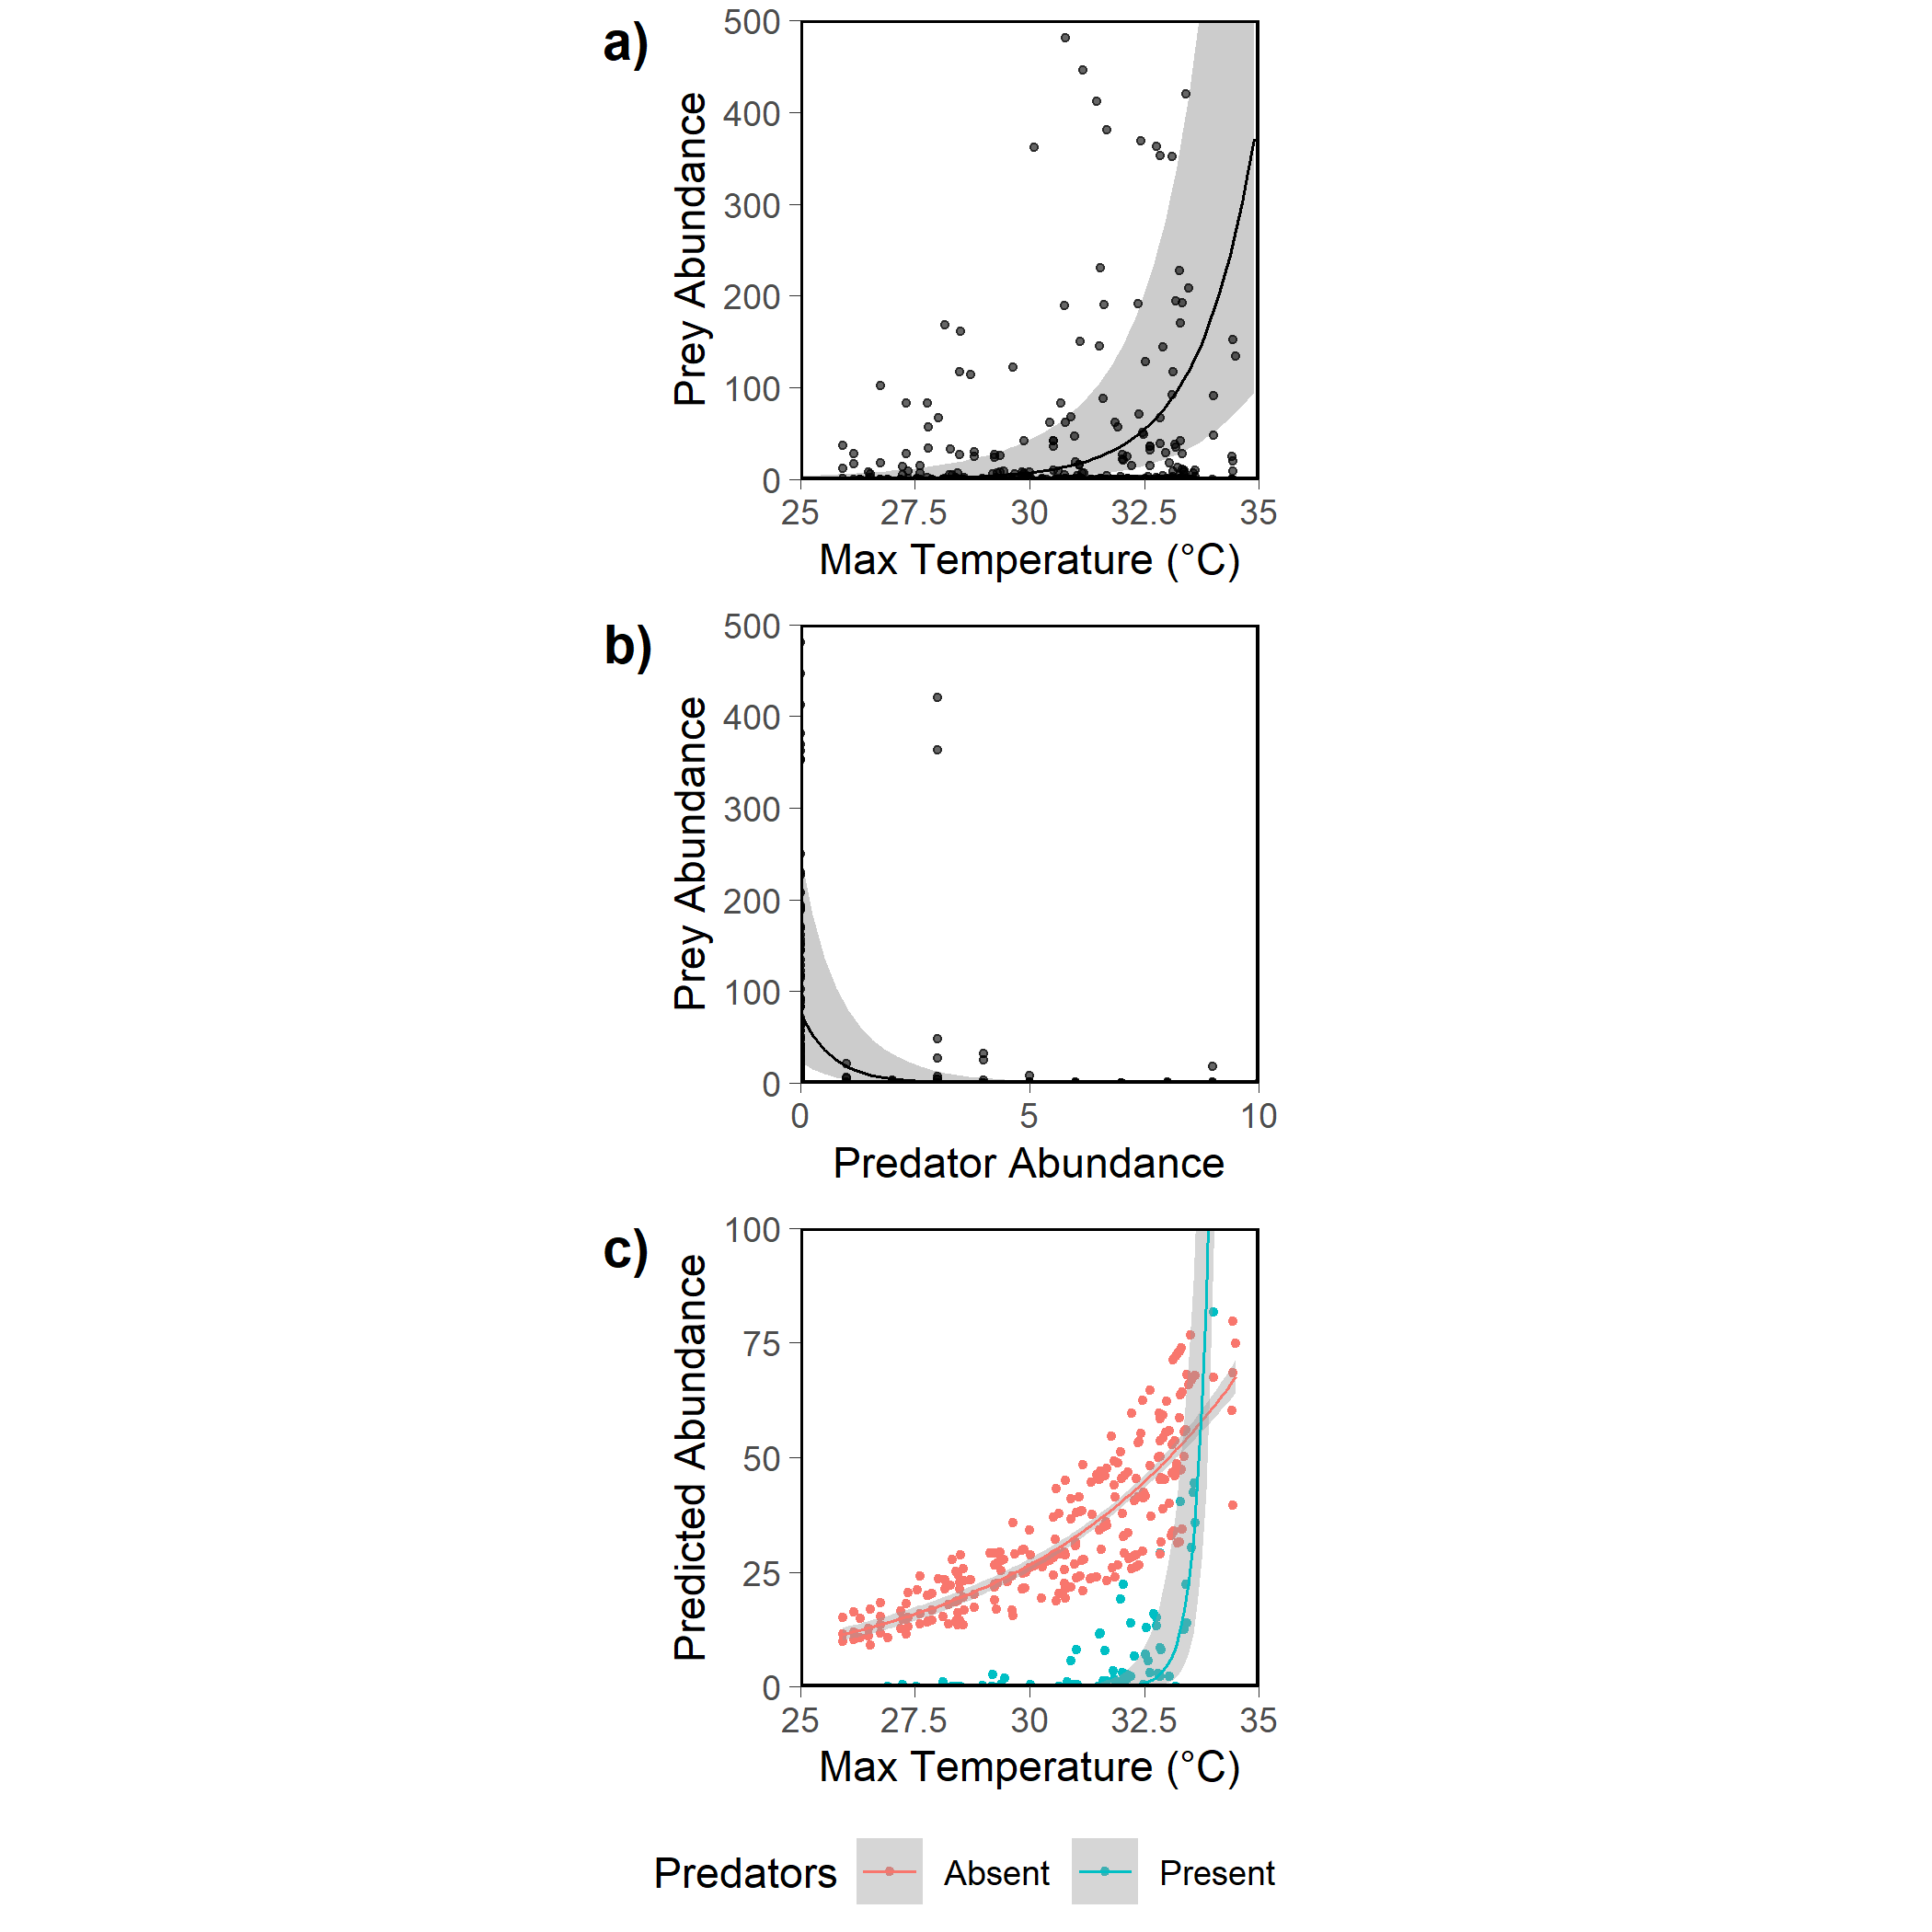 a)
Prey Abundance
500
400
300
200
100
0
25 27.5 30 32.5 35
Max Temperature (°C)
b)
Prey Abundance
500
400
300
200
100
0
0 5 10
Predator Abundance
c)
Predicted Abundance
100
75
50
25
0
25 27.5 30 32.5 35
Max Temperature (°C)
Predators Absent Present